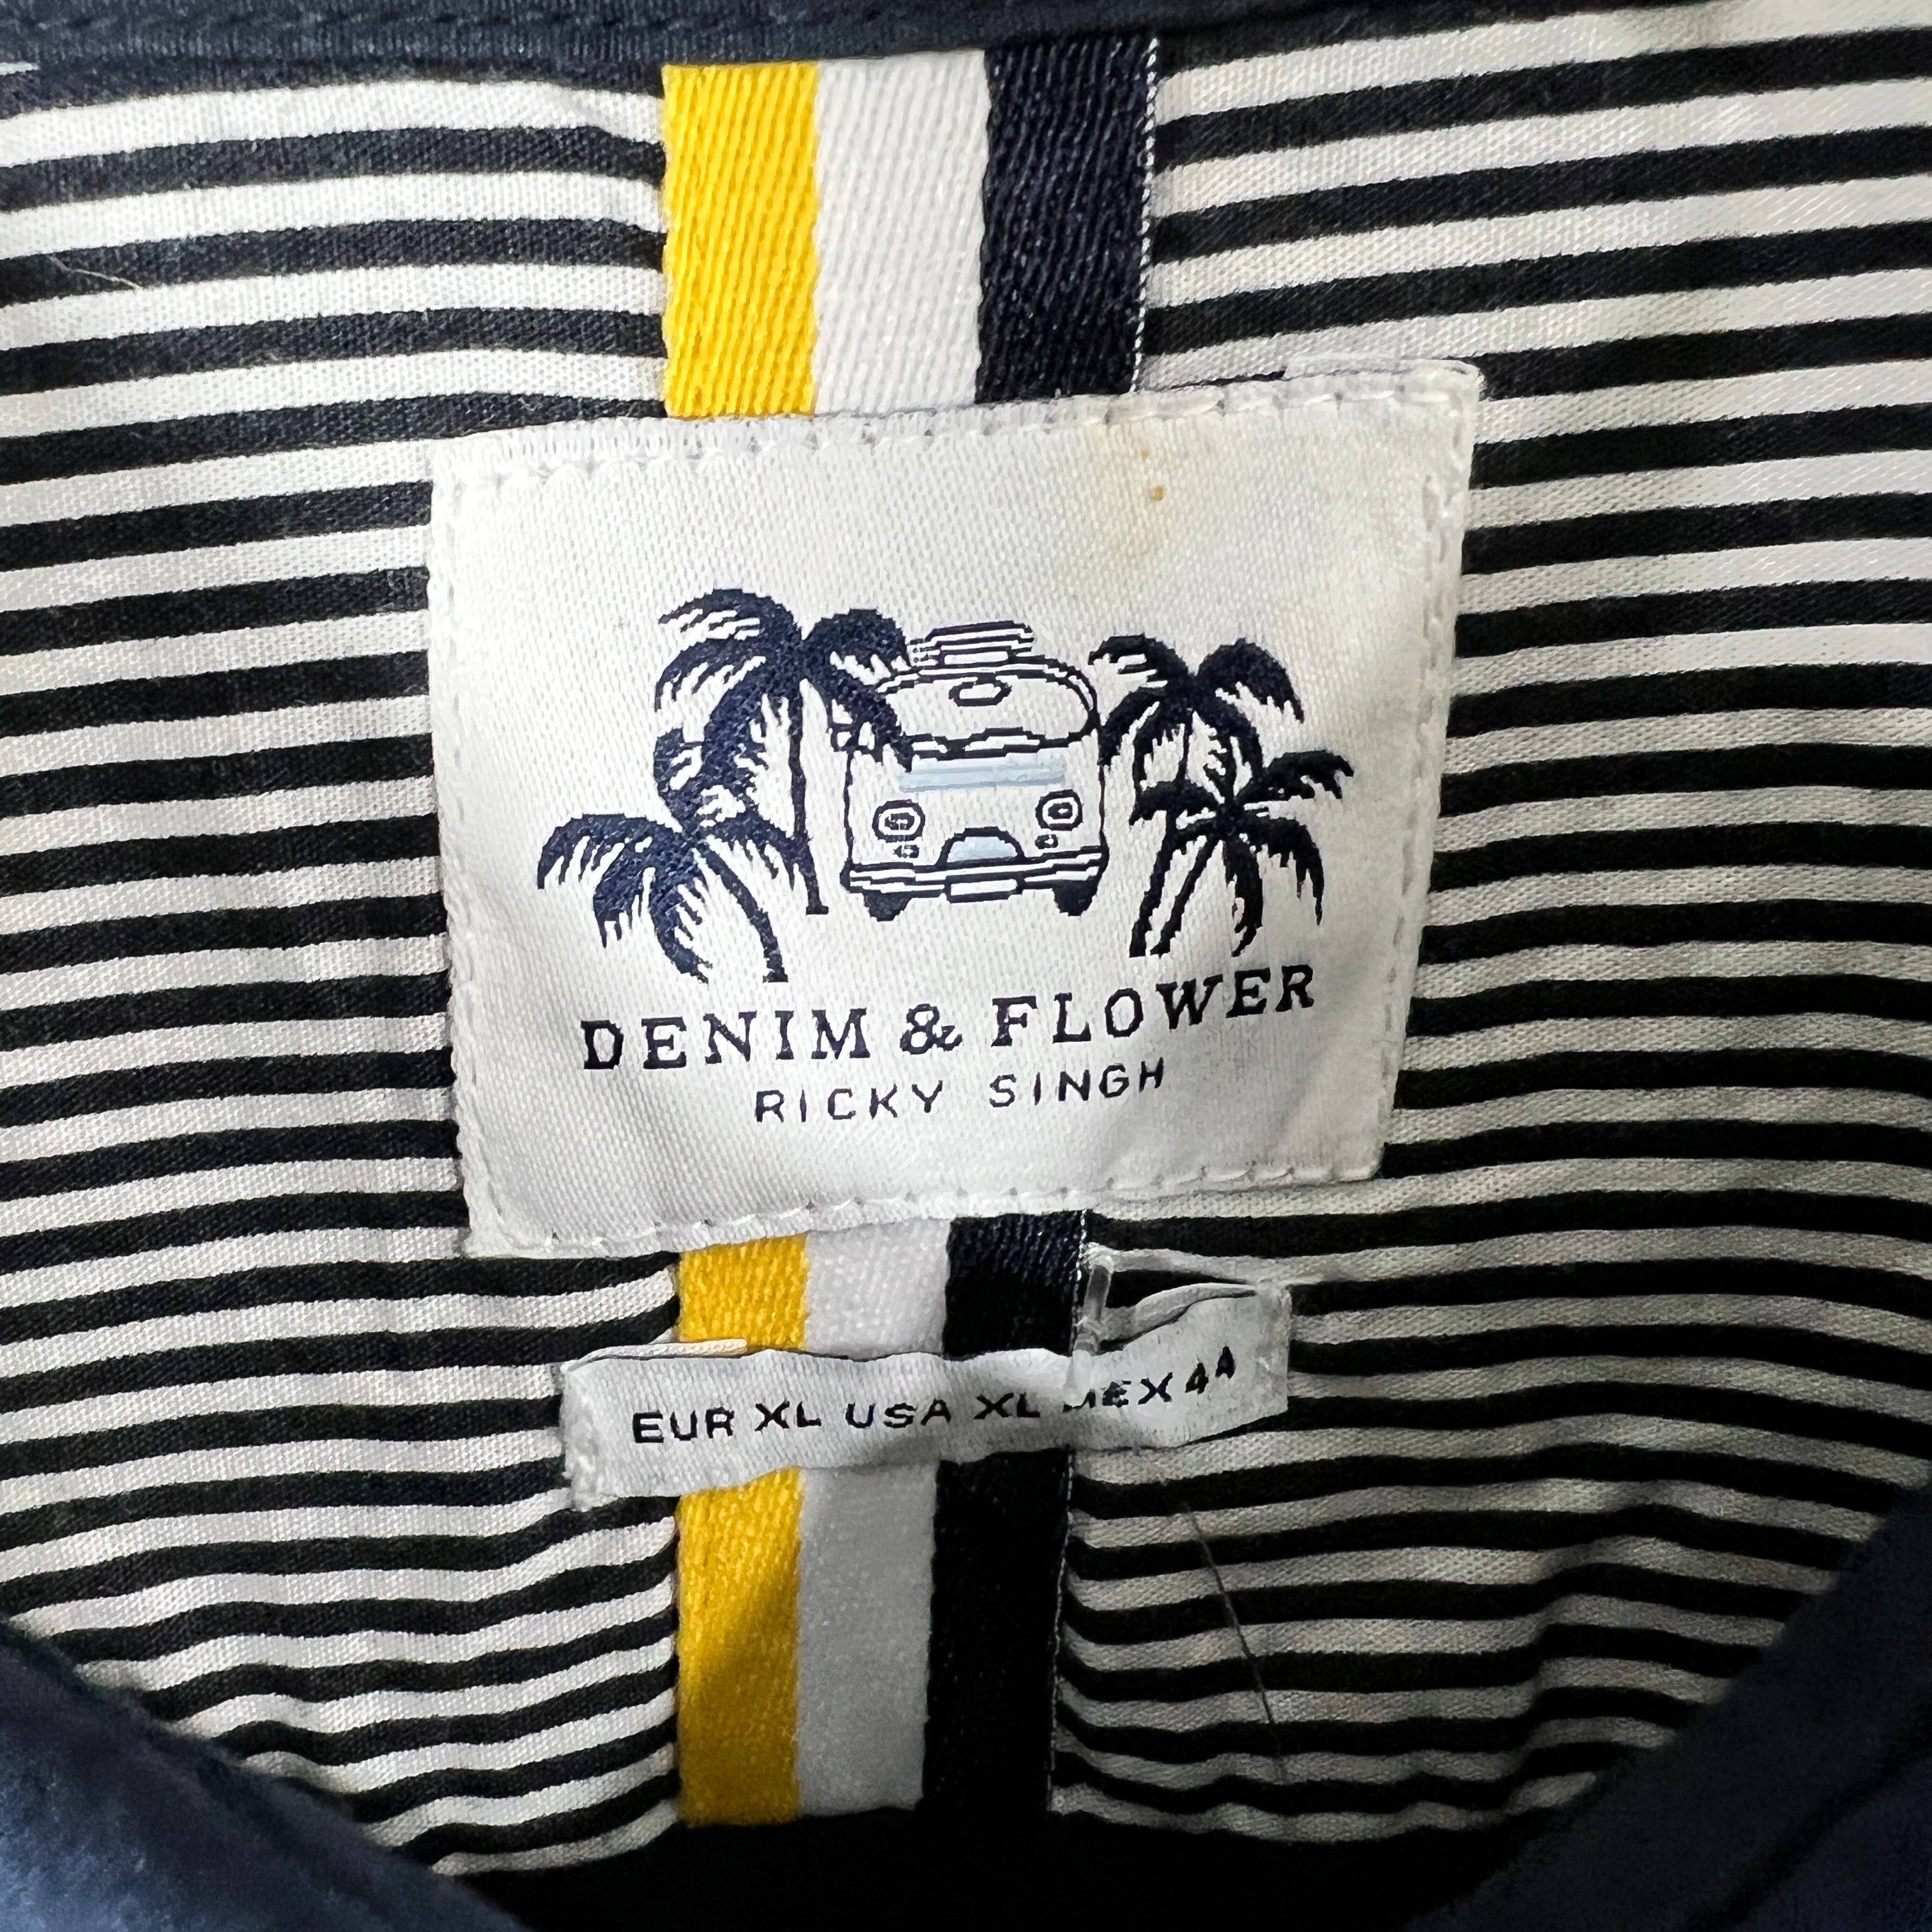 DENIM & FLOWER
RICKY SINGH
EUR XL USA XL MEX 44